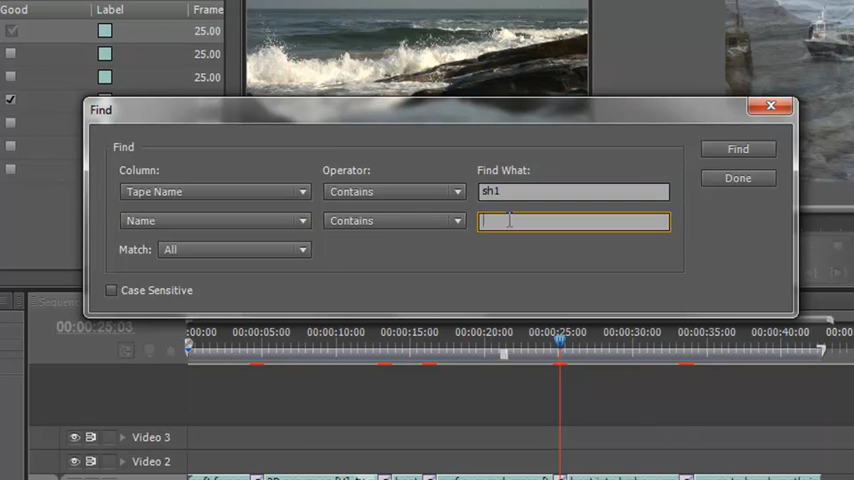 Good Label Frame
25.00
25.00
25.00
Find
Find
Column: Operator: Find What: Find
Tape Name Contains sh1 Done
Name Contains
Match: All
Case Sensitive
Sequence
00:00:25:03 :00:00 00:00:05:00 00:00:10:00 00:00:15:00 00:00:21:00 00:00:25:00 00:00:30:00 00:00:35:00 00:00:42:00 00:0
Video 3
Video 2